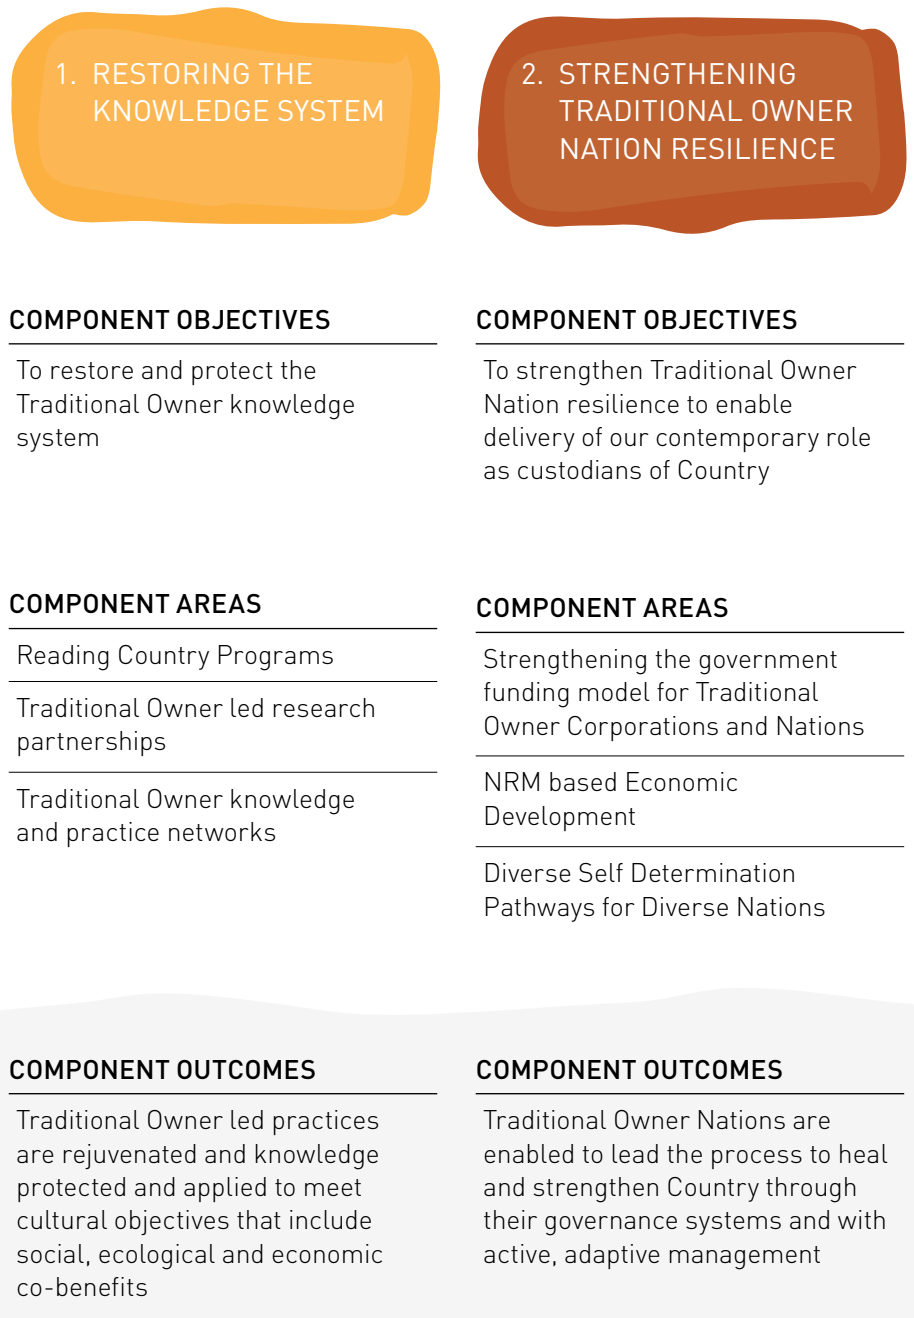 1. RESTORING THE
KNOWLEDGE SYSTEM
COMPONENT OBJECTIVES
To restore and protect the
Traditional Owner knowledge
system
COMPONENT AREAS
Reading Country Programs
Traditional Owner led research
partnerships
Traditional Owner knowledge
and practice networks
COMPONENT OUTCOMES
Traditional Owner led practices
are rejuvenated and knowledge
protected and applied to meet
cultural objectives that include
social, ecological and economic
co-benefits
2. STRENGTHENING
TRADITIONAL OWNER
NATION RESILIENCE
COMPONENT OBJECTIVES
To strengthen Traditional Owner
Nation resilience to enable
delivery of our contemporary role
as custodians of Country
COMPONENT AREAS
Strengthening the government
funding model for Traditional
Owner Corporations and Nations
NRM based Economic
Development
Diverse Self Determination
Pathways for Diverse Nations
COMPONENT OUTCOMES
Traditional Owner Nations are
enabled to lead the process to heal
and strengthen Country through
their governance systems and with
active, adaptive management